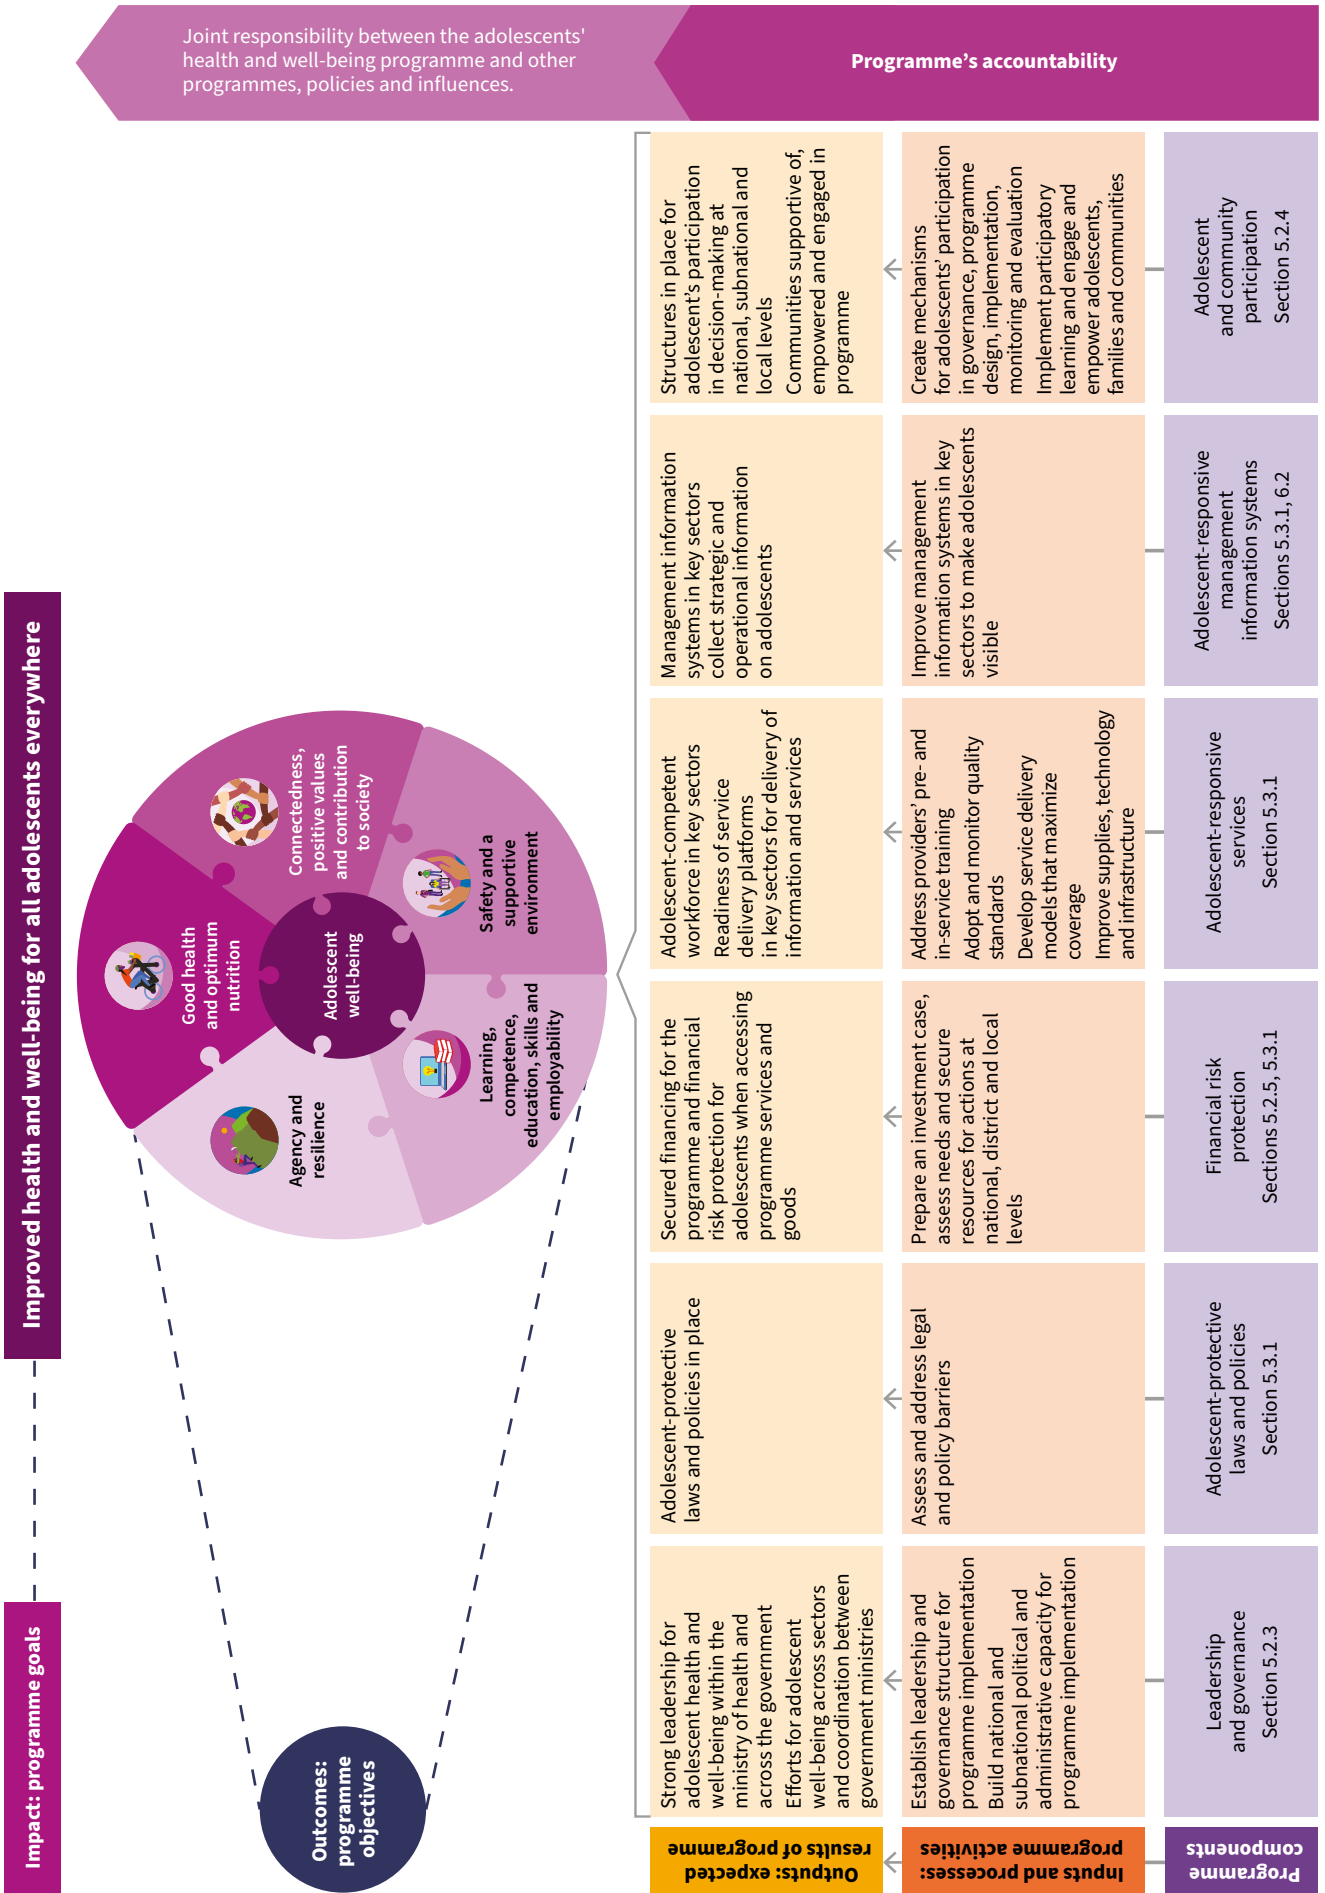 Impact: programme goals
Improved health and well-being for all adolescents everywhere
Outcomes:
programme
objectives
Good health
and optimum
nutrition
Connectedness,
positive values
and contribution
to society
Safety and a
supportive
environment
Learning,
competence,
education, skills and
employability
Agency and
resilience
Adolescent
well-being
Joint responsibility between the adolescents'
health and well-being programme and other
programmes, policies and influences.
Programme’s accountability
Outputs: expected
results of programme
Strong leadership for
adolescent health and
well-being within the
ministry of health and
across the government
Efforts for adolescent
well-being across sectors
and coordination between
government ministries
Adolescent-protective
laws and policies in place
Secured financing for the
programme and financial
risk protection for
adolescents when accessing
programme services and
goods
Adolescent-competent
workforce in key sectors
Readiness of service
delivery platforms
in key sectors for delivery of
information and services
Management information
systems in key sectors
collect strategic and
operational information
on adolescents
Structures in place for
adolescent’s participation
in decision-making at
national, subnational and
local levels
Communities supportive of,
empowered and engaged in
programme
Inputs and processes:
programme activities
Establish leadership and
governance structure for
programme implementation
Build national and
subnational political and
administrative capacity for
programme implementation
Assess and address legal
and policy barriers
Prepare an investment case,
assess needs and secure
resources for actions at
national, district and local
levels
Address providers’ pre- and
in-service training
Adopt and monitor quality
standards
Develop service delivery
models that maximize
coverage
Improve supplies, technology
and infrastructure
Improve management
information systems in key
sectors to make adolescents
visible
Create mechanisms
for adolescents’ participation
in governance, programme
design, implementation,
monitoring and evaluation
Implement participatory
learning and engage and
empower adolescents,
families and communities
Programme
components
Leadership
and governance
Section 5.2.3
Adolescent-protective
laws and policies
Section 5.3.1
Financial risk
protection
Sections 5.2.5, 5.3.1
Adolescent-responsive
services
Section 5.3.1
Adolescent-responsive
management
information systems
Sections 5.3.1, 6.2
Adolescent
and community
participation
Section 5.2.4